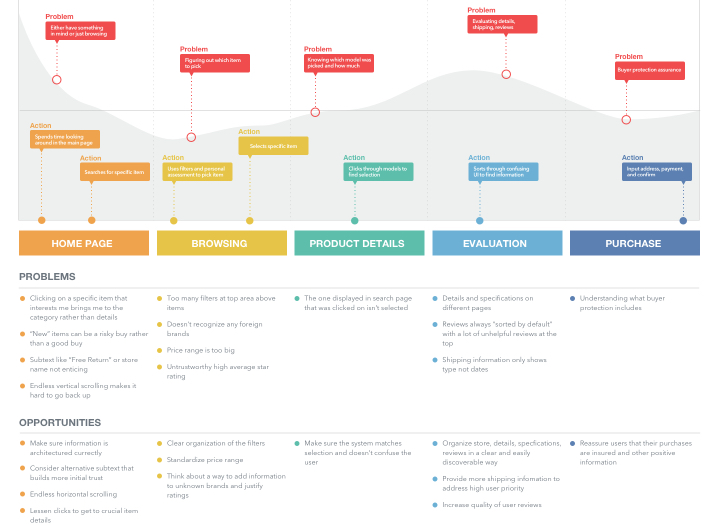 Problem
Either have something
in mind or just browsing
Problem
Figuring out which item
to pick
Problem
Knowing which model was
picked and how much
Problem
Evaluating details,
shipping, reviews
Problem
Buyer protection assurance
Action
Spends time looking
around in the main page
Action
Searches for specific item
Action
Uses filters and personal
assessment to pick item
Action
Selects specific item
Action
Clicks through models to
find selection
Action
Sorts through confusing
UI to find information
Action
Input address, payment,
and confirm
HOME PAGE
BROWSING
PRODUCT DETAILS
EVALUATION
PURCHASE
PROBLEMS
Clicking on a specific item that
interests me brings me to the
category rather than details
"New" items can be a risky buy rather
than a good buy
Subtext like "Free Return" or store
name not enticing
Endless vertical scrolling makes it
hard to go back up
Too many filters at top area above
items
Doesn't recognize any foreign
brands
Price range is too big
Untrustworthy high average star
rating
The one displayed in search page
that was clicked on isn't selected
Details and specifications on
different pages
Reviews always "sorted by default"
with a lot of unhelpful reviews at the
top
Shipping information only shows
type not dates
Understanding what buyer
protection includes
OPPORTUNITIES
Make sure information is
architectured correctly
Consider alternative subtext that
builds more initial trust
Endless horizontal scrolling
Lessen clicks to get to crucial item
details
Clear organization of the filters
Standardize price range
Think about a way to add information
to unknown brands and justify
ratings
Make sure the system matches
selection and doesn't confuse the
user
Organize store, details, specfications,
reviews in a clear and easily
discoverable way
Provide more shipping infomation to
address high user priority
Increase quality of user reviews
Reassure users that their purchases
are insured and other positive
information